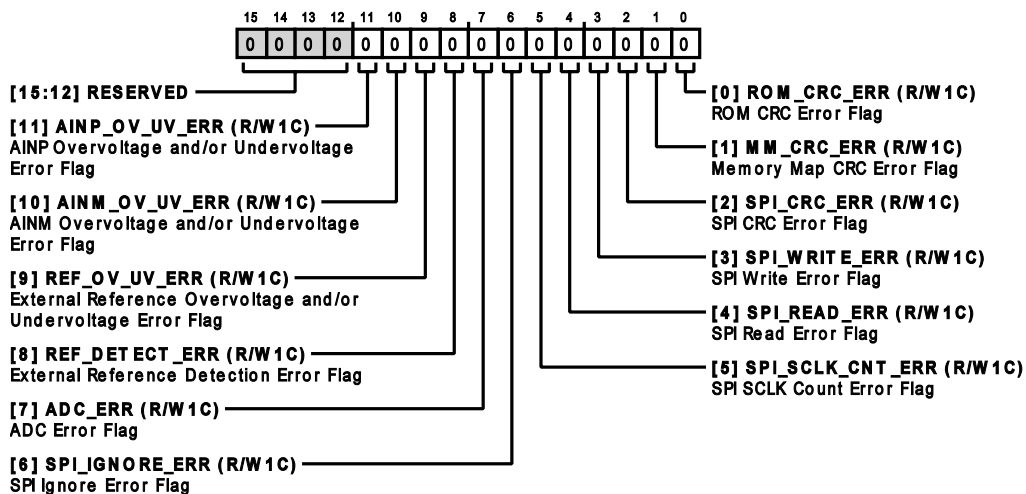 15 14 13 12 11 10 9 8 7 6 5 4 3 2 1 0
0 0 0 0 0 0 0 0 0 0 0 0 0 0 0 0
[15:12] RESERVED
[11] AINP_OV_UV_ERR (R/W1C)
AINP Overvoltage and/or Undervoltage
Error Flag
[10] AINM_OV_UV_ERR (R/W1C)
AINM Overvoltage and/or Undervoltage
Error Flag
[9] REF_OV_UV_ERR (R/W1C)
External Reference Overvoltage and/or
Undervoltage Error Flag
[8] REF_DETECT_ERR (R/W1C)
External Reference Detection Error Flag
[7] ADC_ERR (R/W1C)
ADC Error Flag
[6] SPI_IGNORE_ERR (R/W1C)
SPI Ignore Error Flag
[0] ROM_CRC_ERR (R/W1C)
ROM CRC Error Flag
[1] MM_CRC_ERR (R/W1C)
Memory Map CRC Error Flag
[2] SPI_CRC_ERR (R/W1C)
SPI CRC Error Flag
[3] SPI_WRITE_ERR (R/W1C)
SPI Write Error Flag
[4] SPI_READ_ERR (R/W1C)
SPI Read Error Flag
[5] SPI_SCLK_CNT_ERR (R/W1C)
SPI SCLK Count Error Flag